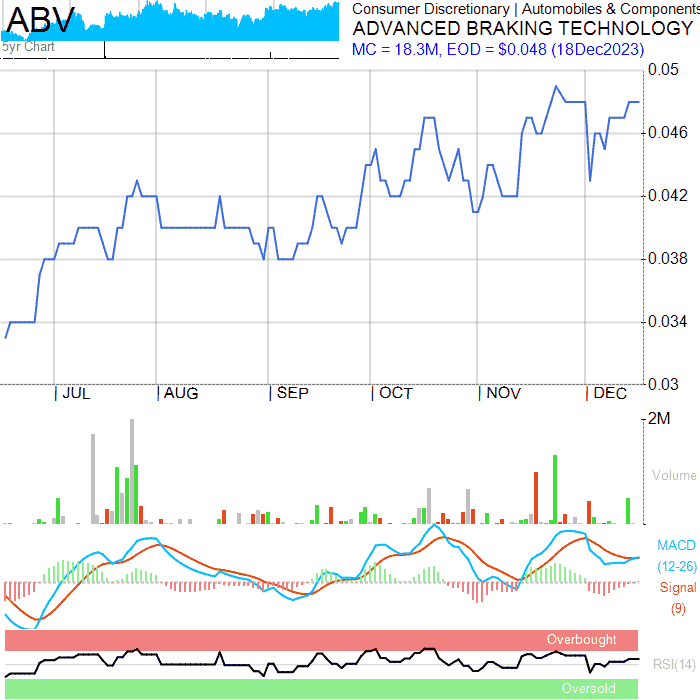 ABV
5yr Chart
Consumer Discretionary | Automobiles & Components
ADVANCED BRAKING TECHNOLOGY
MC = 18.3M, EOD = $0.048 (18Dec2023)
0.05
0.046
0.042
0.038
0.034
0.03
JUL AUG SEP OCT NOV DEC
2M
Volume
MACD
(12-26)
Signal
(9)
Overbought
RSI(14)
Oversold